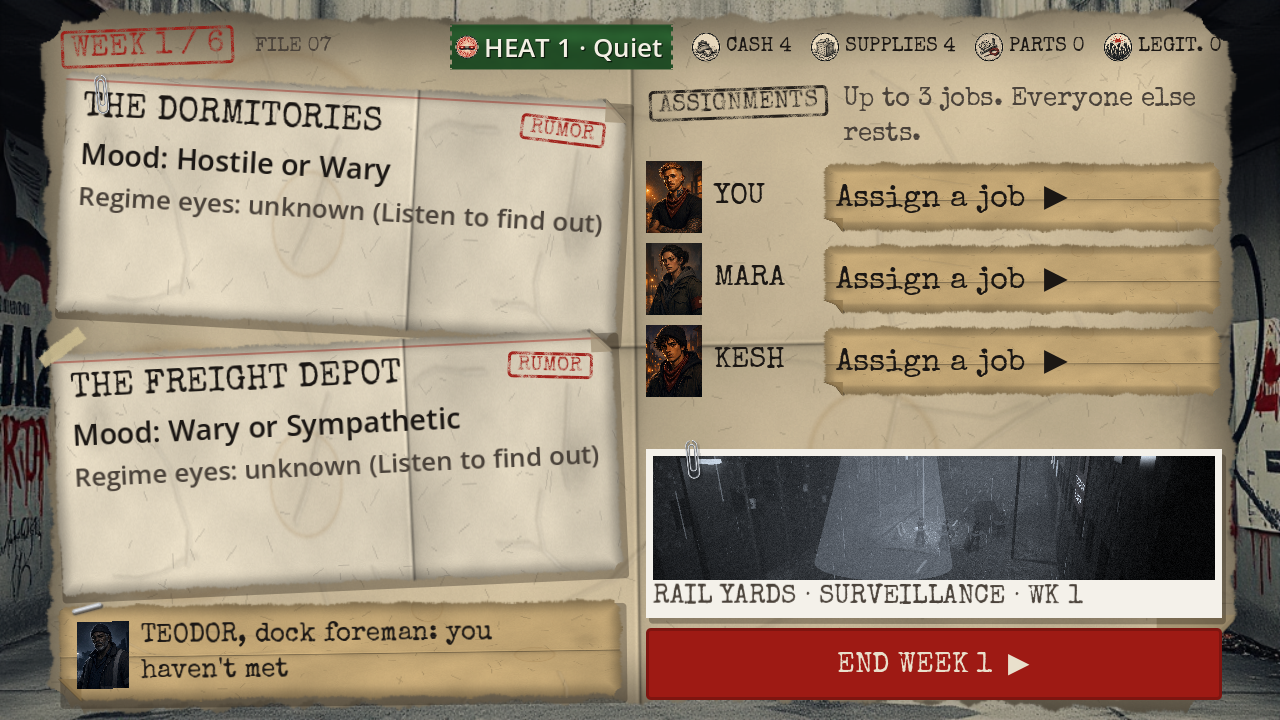 WEEK 1 / 6
FILE 07
HEAT 1 · Quiet
CASH 4
SUPPLIES 4
PARTS 0
LEGIT. 0
THE DORMITORIES
RUMOR
Mood: Hostile or Wary
Regime eyes: unknown (Listen to find out)
THE FREIGHT DEPOT
RUMOR
Mood: Wary or Sympathetic
Regime eyes: unknown (Listen to find out)
TEODOR, dock foreman: you
haven't met
ASSIGNMENTS
Up to 3 jobs. Everyone else
rests.
YOU
Assign a job ▶
MARA
Assign a job ▶
KESH
Assign a job ▶
RAIL YARDS · SURVEILLANCE · WK 1
END WEEK 1 ▶